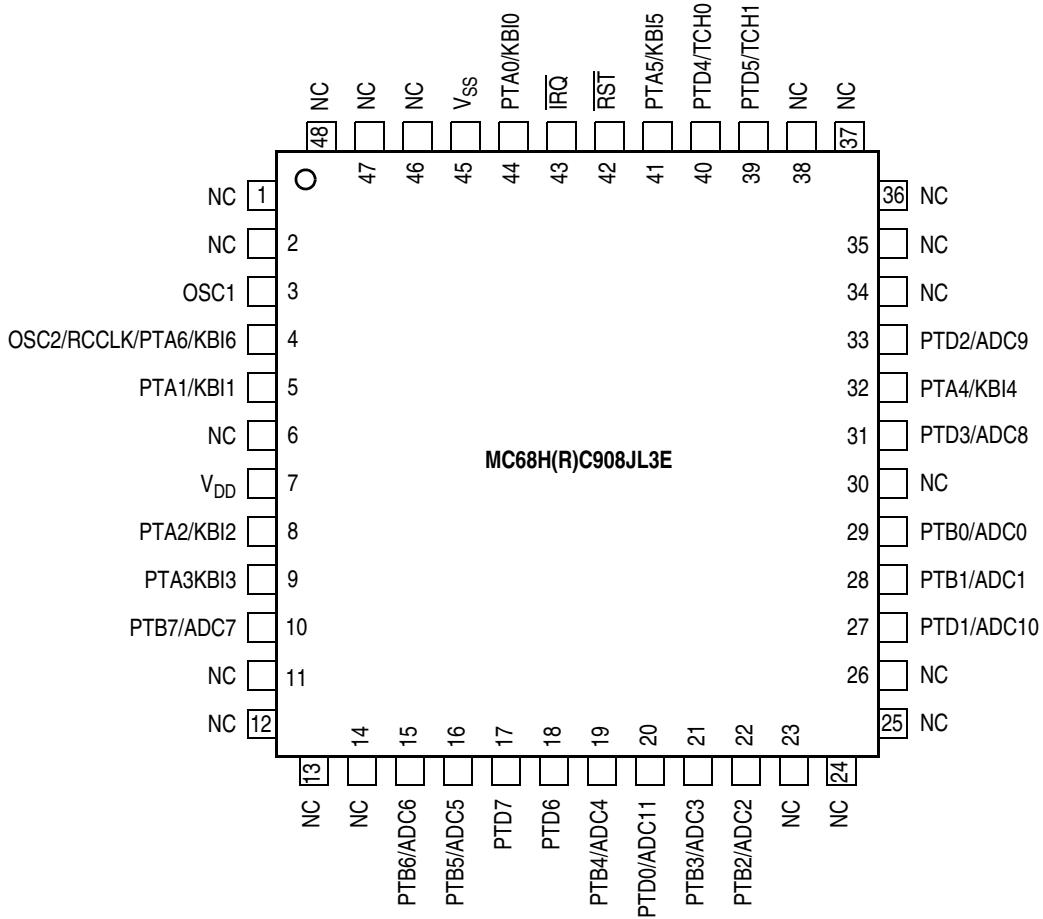 NC
NC
NC
V_SS
PTA0/KBI0
IRQ
RST
PTA5/KBI5
PTD4/TCH0
PTD5/TCH1
NC
NC
48
47
46
45
44
43
42
41
40
39
38
37
NC 1
NC 2
OSC1 3
OSC2/RCCLK/PTA6/KBI6 4
PTA1/KBI1 5
NC 6
VDD 7
PTA2/KBI2 8
PTA3KBI3 9
PTB7/ADC7 10
NC 11
NC 12
MC68H(R)C908JL3E
36 NC
35 NC
34 NC
33 PTD2/ADC9
32 PTA4/KBI4
31 PTD3/ADC8
30 NC
29 PTB0/ADC0
28 PTB1/ADC1
27 PTD1/ADC10
26 NC
25 NC
13
14
15
16
17
18
19
20
21
22
23
24
NC
NC
PTB6/ADC6
PTB5/ADC5
PTD7
PTD6
PTB4/ADC4
PTD0/ADC11
PTB3/ADC3
PTB2/ADC2
NC
NC